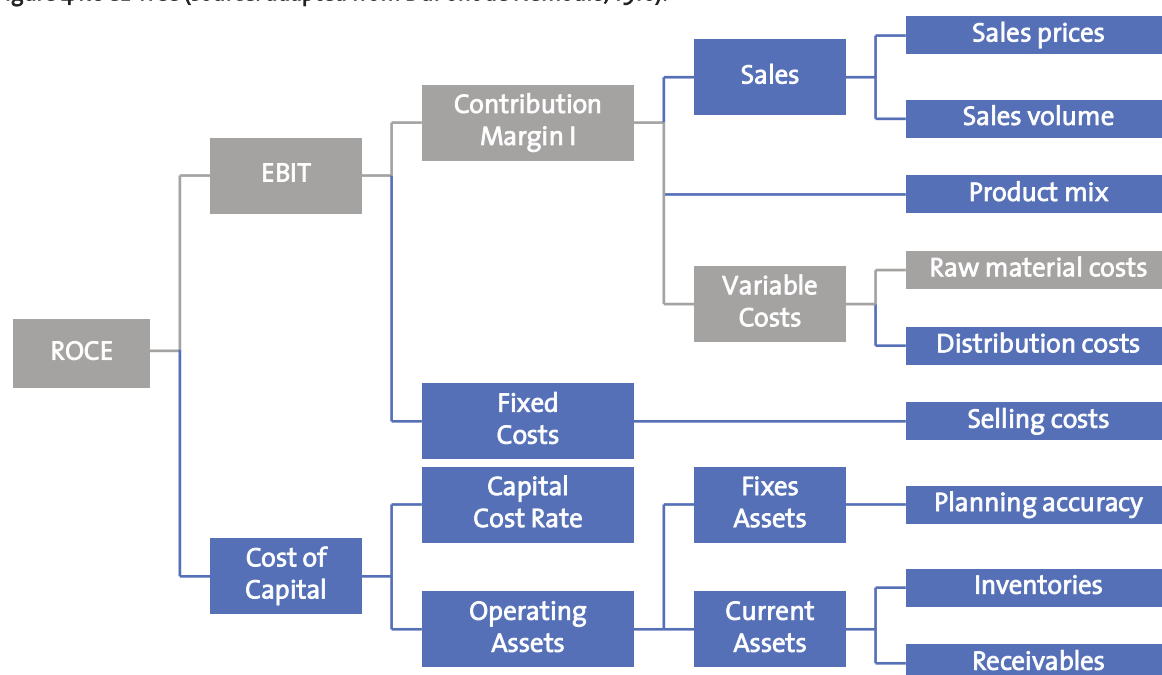 Sales prices
Sales
Contribution
Margin I
Sales volume
EBIT
Product mix
Raw material costs
Variable
Costs
Distribution costs
ROCE
Fixed
Costs
Selling costs
Capital
Cost Rate
Fixes
Assets
Planning accuracy
Cost of
Capital
Inventories
Operating
Assets
Current
Assets
Receivables